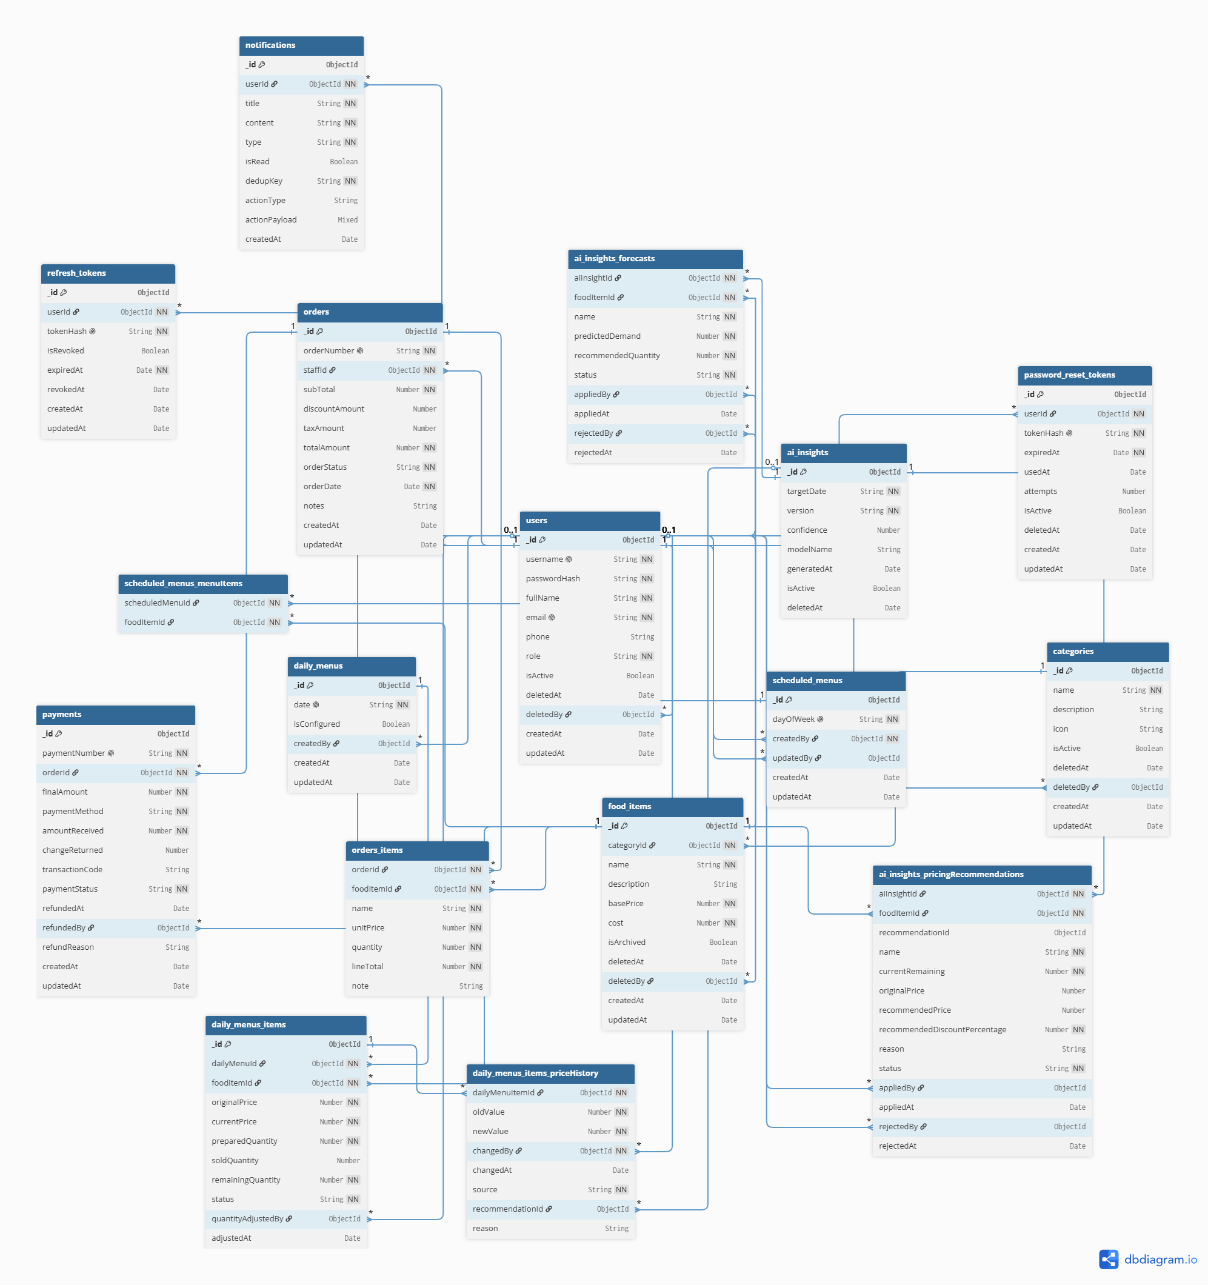 notifications
_id ObjectId
userId ObjectId NN
title String NN
content String NN
type String NN
isRead Boolean
dedupKey String NN
actionType String
actionPayload Mixed
createdAt Date
refresh_tokens
_id ObjectId
userId ObjectId NN
tokenHash String NN
isRevoked Boolean
expiredAt Date NN
revokedAt Date
createdAt Date
updatedAt Date
orders
_id ObjectId
orderNumber String NN
staffId ObjectId NN
subTotal Number NN
discountAmount Number
taxAmount Number
totalAmount Number NN
orderStatus String NN
orderDate Date NN
notes String
createdAt Date
updatedAt Date
ai_insights_forecasts
aiInsightId ObjectId NN
foodItemId ObjectId NN
name String NN
predictedDemand Number NN
recommendedQuantity Number NN
status String NN
appliedBy ObjectId
appliedAt Date
rejectedBy ObjectId
rejectedAt Date
password_reset_tokens
_id ObjectId
userId ObjectId NN
tokenHash String NN
expiredAt Date NN
usedAt Date
attempts Number
isActive Boolean
deletedAt Date
createdAt Date
updatedAt Date
ai_insights
_id ObjectId
targetDate String NN
version String NN
confidence Number
modelName String
generatedAt Date
isActive Boolean
deletedAt Date
users
_id ObjectId
username String NN
passwordHash String NN
fullName String NN
email String NN
phone String
role String NN
isActive Boolean
deletedAt Date
deletedBy ObjectId
createdAt Date
updatedAt Date
scheduled_menus_menuItems
scheduledMenuId ObjectId NN
foodItemId ObjectId NN
daily_menus
_id ObjectId
date String NN
isConfigured Boolean
createdBy ObjectId
createdAt Date
updatedAt Date
scheduled_menus
_id ObjectId
dayOfWeek String NN
createdBy ObjectId NN
updatedBy ObjectId
createdAt Date
updatedAt Date
categories
_id ObjectId
name String NN
description String
icon String
isActive Boolean
deletedAt Date
deletedBy ObjectId
createdAt Date
updatedAt Date
payments
_id ObjectId
paymentNumber String NN
orderId ObjectId NN
finalAmount Number NN
paymentMethod String NN
amountReceived Number NN
changeReturned Number
transactionCode String
paymentStatus String NN
refundedAt Date
refundedBy ObjectId
refundReason String
createdAt Date
updatedAt Date
orders_items
orderId ObjectId NN
foodItemId ObjectId NN
name String NN
unitPrice Number NN
quantity Number NN
lineTotal Number NN
note String
food_items
_id ObjectId
categoryId ObjectId NN
name String NN
description String
basePrice Number NN
cost Number NN
isArchived Boolean
deletedAt Date
deletedBy ObjectId
createdAt Date
updatedAt Date
ai_insights_pricingRecommendations
aiInsightId ObjectId NN
foodItemId ObjectId NN
recommendationId ObjectId
name String NN
currentRemaining Number NN
originalPrice Number
recommendedPrice Number
recommendedDiscountPercentage Number NN
reason String
status String NN
appliedBy ObjectId
appliedAt Date
rejectedBy ObjectId
rejectedAt Date
daily_menus_items
_id ObjectId
dailyMenuId ObjectId NN
foodItemId ObjectId NN
originalPrice Number NN
currentPrice Number NN
preparedQuantity Number NN
soldQuantity Number
remainingQuantity Number NN
status String NN
quantityAdjustedBy ObjectId
adjustedAt Date
daily_menus_items_priceHistory
dailyMenuItemId ObjectId NN
oldValue Number NN
newValue Number NN
changedBy ObjectId NN
changedAt Date
source String NN
recommendationId ObjectId
reason String
dbdiagram.io